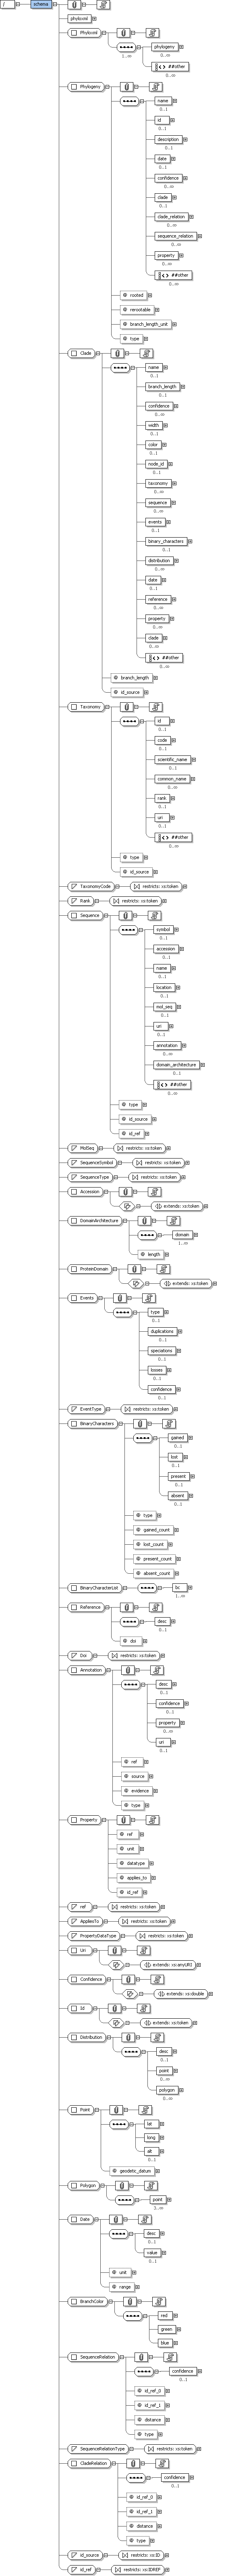 / schema
phyloxml
Phyloxml
phylogeny
0..∞
##other
1..∞
0..∞
Phylogeny
name
0..1
id
0..1
description
0..1
date
0..1
confidence
0..∞
clade
0..1
clade_relation
0..∞
sequence_relation
0..∞
property
0..∞
##other
0..∞
rooted
rerootable
branch_length_unit
type
Clade
name
0..1
branch_length
0..1
confidence
0..∞
width
0..1
color
0..1
node_id
0..1
taxonomy
0..∞
sequence
0..∞
events
0..1
binary_characters
0..1
distribution
0..∞
date
0..1
reference
0..∞
property
0..∞
clade
0..∞
##other
0..∞
branch_length
id_source
Taxonomy
id
0..1
code
0..1
scientific_name
0..1
common_name
0..∞
rank
0..1
uri
0..1
##other
0..∞
type
id_source
TaxonomyCode restricts: xs:token
Rank restricts: xs:token
Sequence
symbol
0..1
accession
0..1
name
0..1
location
0..1
mol_seq
0..1
uri
0..1
annotation
0..∞
domain_architecture
0..1
##other
0..∞
type
id_source
id_ref
MolSeq restricts: xs:token
SequenceSymbol restricts: xs:token
SequenceType restricts: xs:token
Accession
extends: xs:token
DomainArchitecture
domain
1..∞
length
ProteinDomain
extends: xs:token
Events
type
0..1
duplications
0..1
speciations
0..1
losses
0..1
confidence
0..1
EventType restricts: xs:token
BinaryCharacters
gained
0..1
lost
0..1
present
0..1
absent
0..1
type
gained_count
lost_count
present_count
absent_count
BinaryCharacterList bc
1..∞
Reference
desc
0..1
doi
Doi restricts: xs:token
Annotation
desc
0..1
confidence
0..1
property
0..∞
uri
0..1
ref
source
evidence
type
Property
ref
unit
datatype
applies_to
id_ref
ref restricts: xs:token
AppliesTo restricts: xs:token
PropertyDataType restricts: xs:token
Uri
extends: xs:anyURI
Confidence
extends: xs:double
Id
extends: xs:token
Distribution
desc
0..1
point
0..∞
polygon
0..∞
Point
lat
long
alt
0..1
geodetic_datum
Polygon
point
3..∞
Date
desc
0..1
value
0..1
unit
range
BranchColor
red
green
blue
SequenceRelation
confidence
0..1
id_ref_0
id_ref_1
distance
type
SequenceRelationType restricts: xs:token
CladeRelation
confidence
0..1
id_ref_0
id_ref_1
distance
type
id_source restricts: xs:ID
id_ref restricts: xs:IDREF